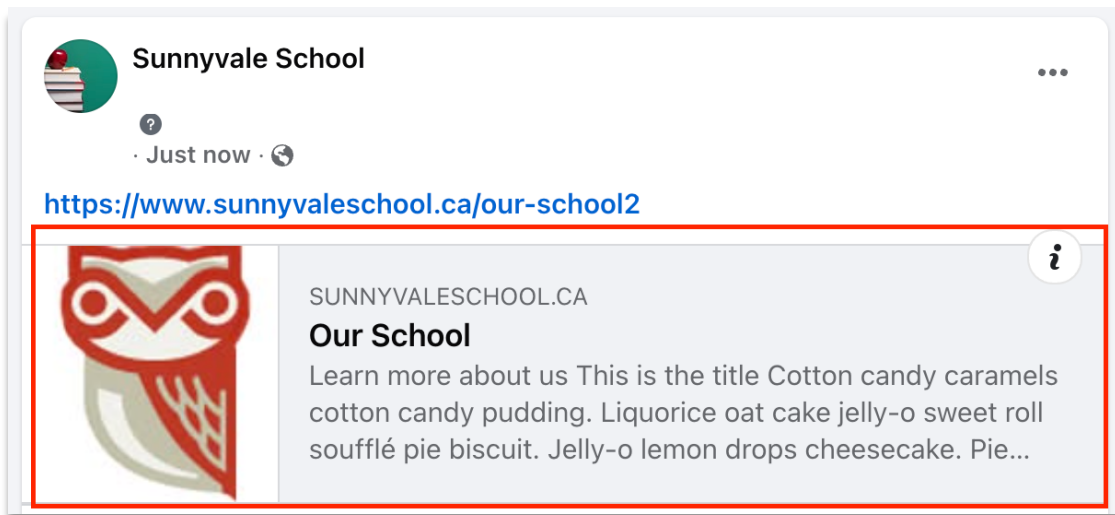 Sunnyvale School
?
· Just now ·
https://www.sunnyvaleschool.ca/our-school2
i
SUNNYVALESCHOOL.CA
Our School
Learn more about us This is the title Cotton candy caramels
cotton candy pudding. Liquorice oat cake jelly-o sweet roll
soufflé pie biscuit. Jelly-o lemon drops cheesecake. Pie...